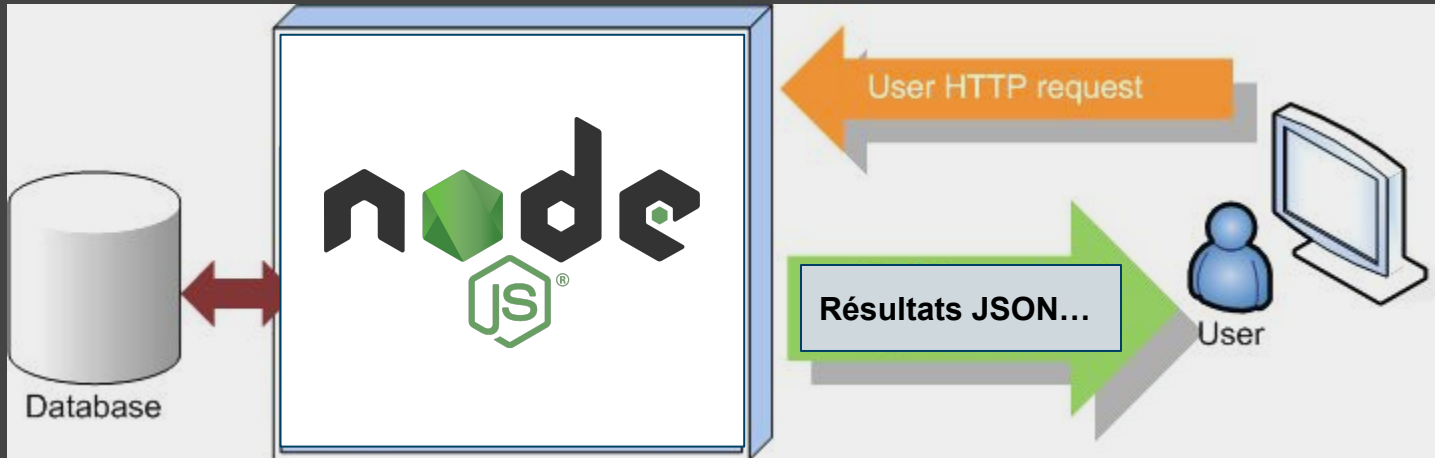 User HTTP request
node
JS®
Résultats JSON…
User
Database